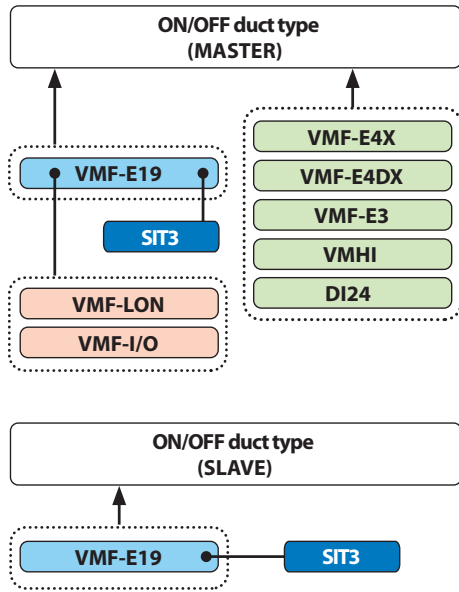 ON/OFF duct type
(MASTER)
VMF-E19
SIT3
VMF-LON
VMF-I/O
VMF-E4X
VMF-E4DX
VMF-E3
VMHI
DI24
ON/OFF duct type
(SLAVE)
VMF-E19
SIT3